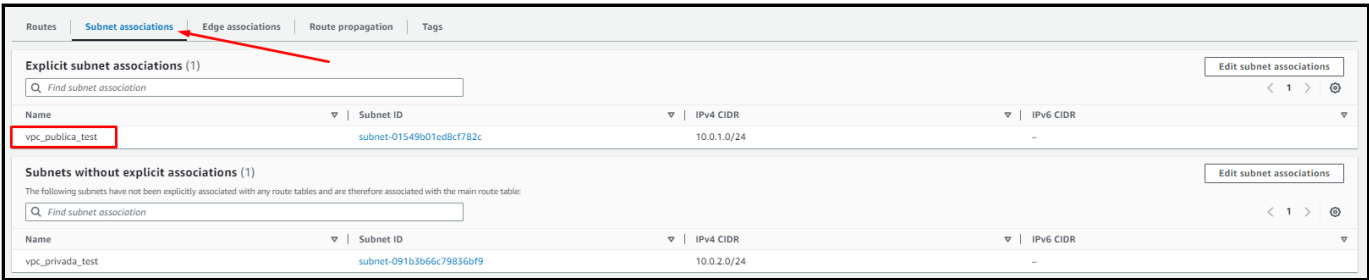 Routes Subnet associations Edge associations Route propagation Tags
Explicit subnet associations (1) Edit subnet associations
Find subnet association 1
Name Subnet ID IPv4 CIDR IPv6 CIDR
vpc_publica_test subnet-01549b01ed8cf782c 10.0.1.0/24 –
Subnets without explicit associations (1) Edit subnet associations
The following subnets have not been explicitly associated with any route tables and are therefore associated with the main route table:
Find subnet association 1
Name Subnet ID IPv4 CIDR IPv6 CIDR
vpc_privada_test subnet-091b3b66c79836bf9 10.0.2.0/24 –